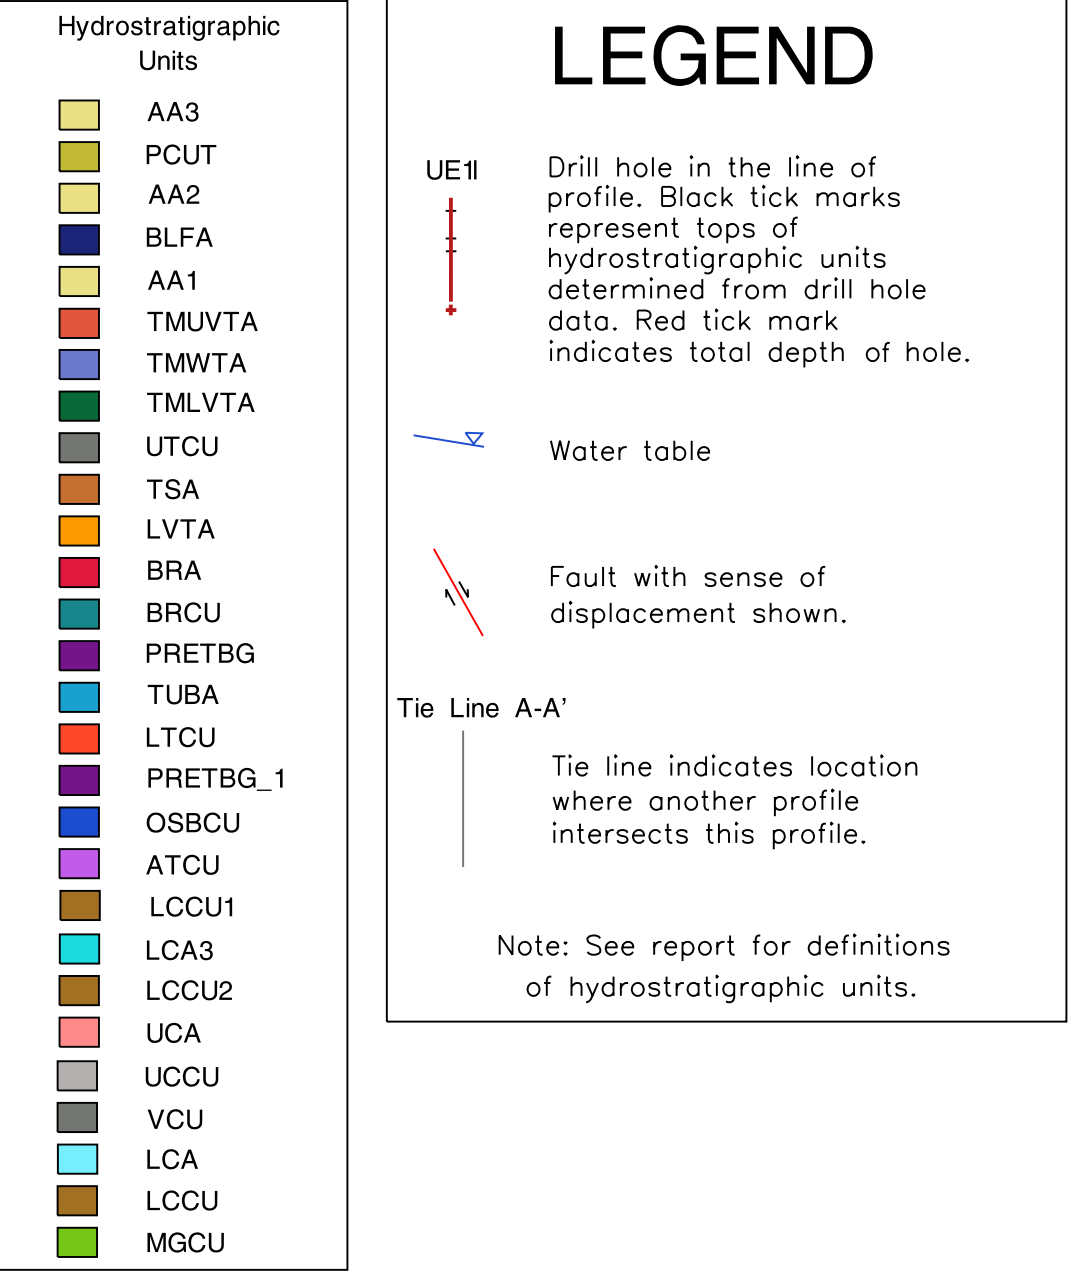 Hydrostratigraphic
Units
AA3
PCUT
AA2
BLFA
AA1
TMUVTA
TMWTA
TMLVTA
UTCU
TSA
LVTA
BRA
BRCU
PRETBG
TUBA
LTCU
PRETBG_1
OSBCU
ATCU
LCCU1
LCA3
LCCU2
UCA
UCCU
VCU
LCA
LCCU
MGCU
LEGEND
UE1l
Drill hole in the line of
profile. Black tick marks
represent tops of
hydrostratigraphic units
determined from drill hole
data. Red tick mark
indicates total depth of hole.
Water table
Fault with sense of
displacement shown.
Tie Line A-A'
Tie line indicates location
where another profile
intersects this profile.
Note: See report for definitions
of hydrostratigraphic units.